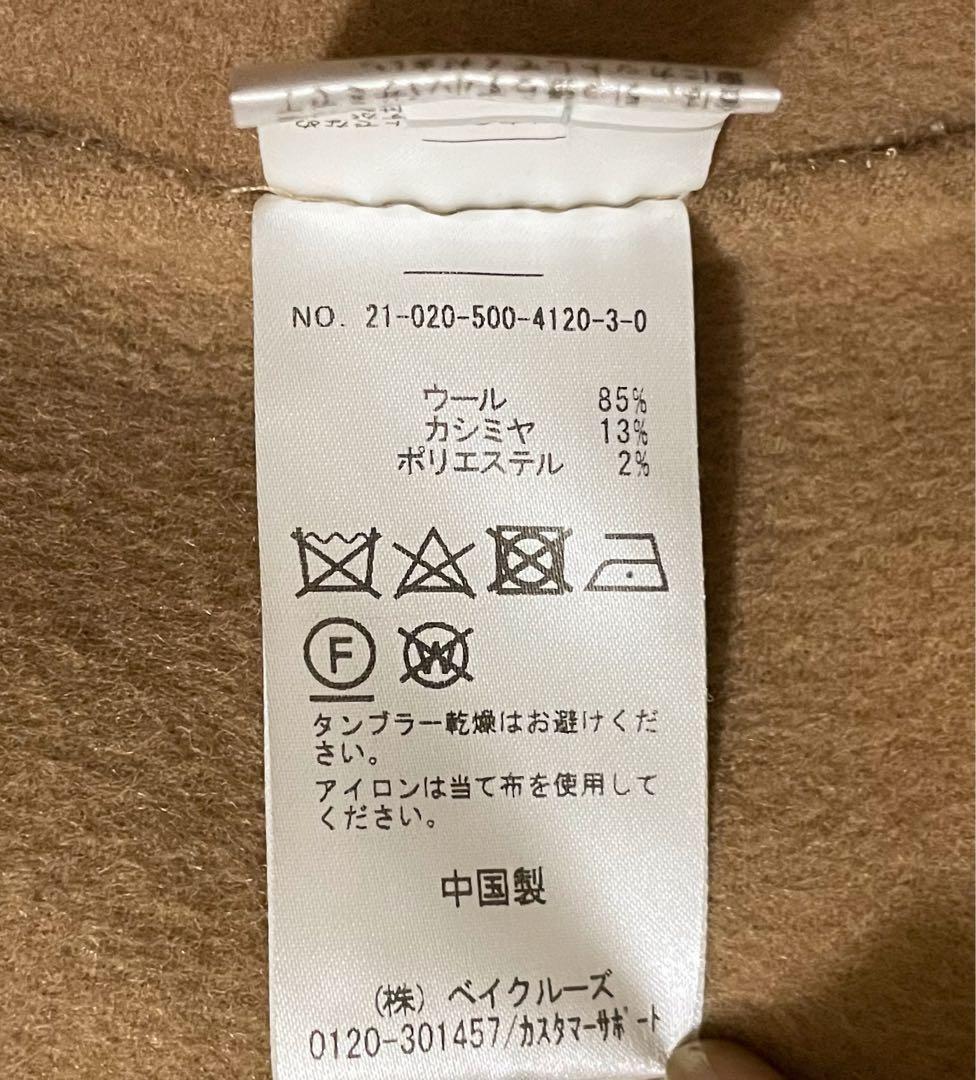 NO. 21-020-500-4120-3-0
ウール 85%
カシミヤ 13%
ポリエステル 2%
F W
タンブラー乾燥はお避けくだ
さい。
アイロンは当て布を使用して
ください。
中国製
(株) ベイクルーズ
0120-301457/カスタマーサポート